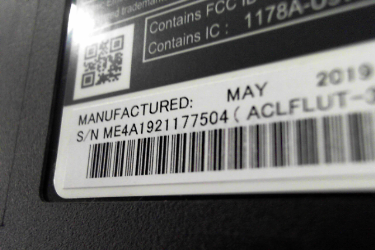 Contains FCC ID
Contains IC : 1178A-
MANUFACTURED: MAY 2019
S/N ME4A1921177504 ( ACLFLUT-